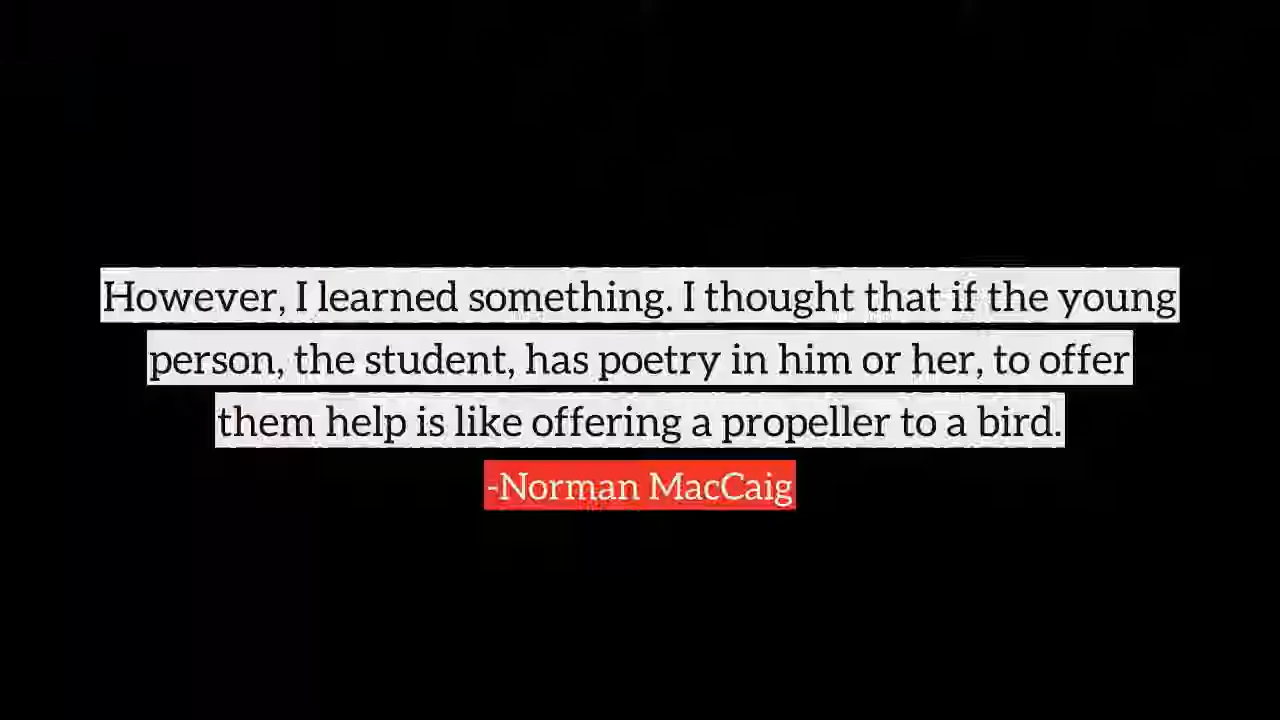 However, I learned something. I thought that if the young
person, the student, has poetry in him or her, to offer
them help is like offering a propeller to a bird.
-Norman MacCaig